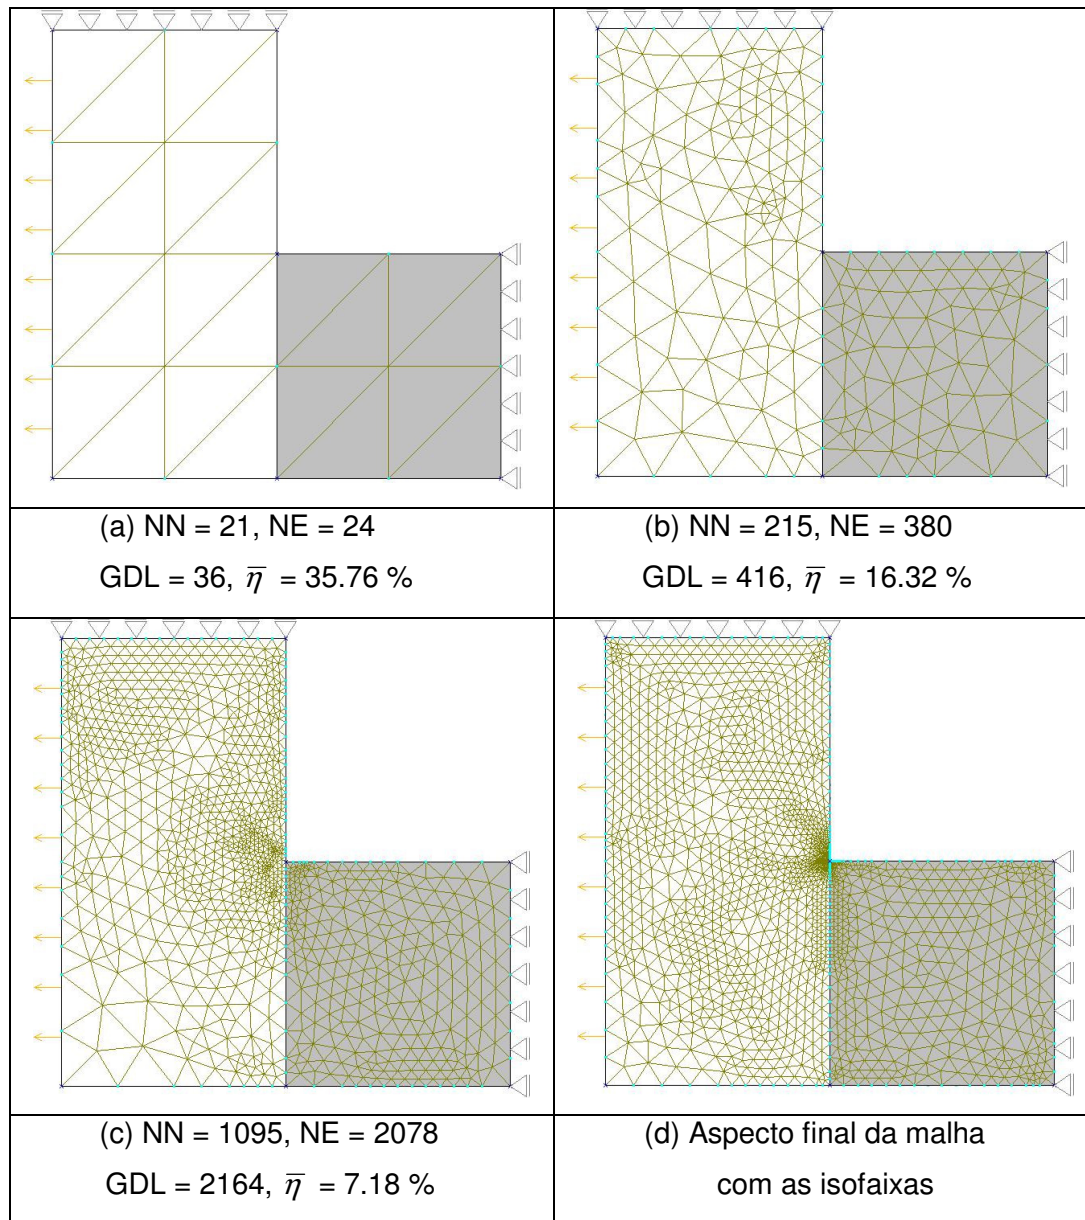 (a) NN = 21, NE = 24
GDL = 36, η̅ = 35.76 %
(b) NN = 215, NE = 380
GDL = 416, η̅ = 16.32 %
(c) NN = 1095, NE = 2078
GDL = 2164, η̅ = 7.18 %
(d) Aspecto final da malha
com as isofaixas